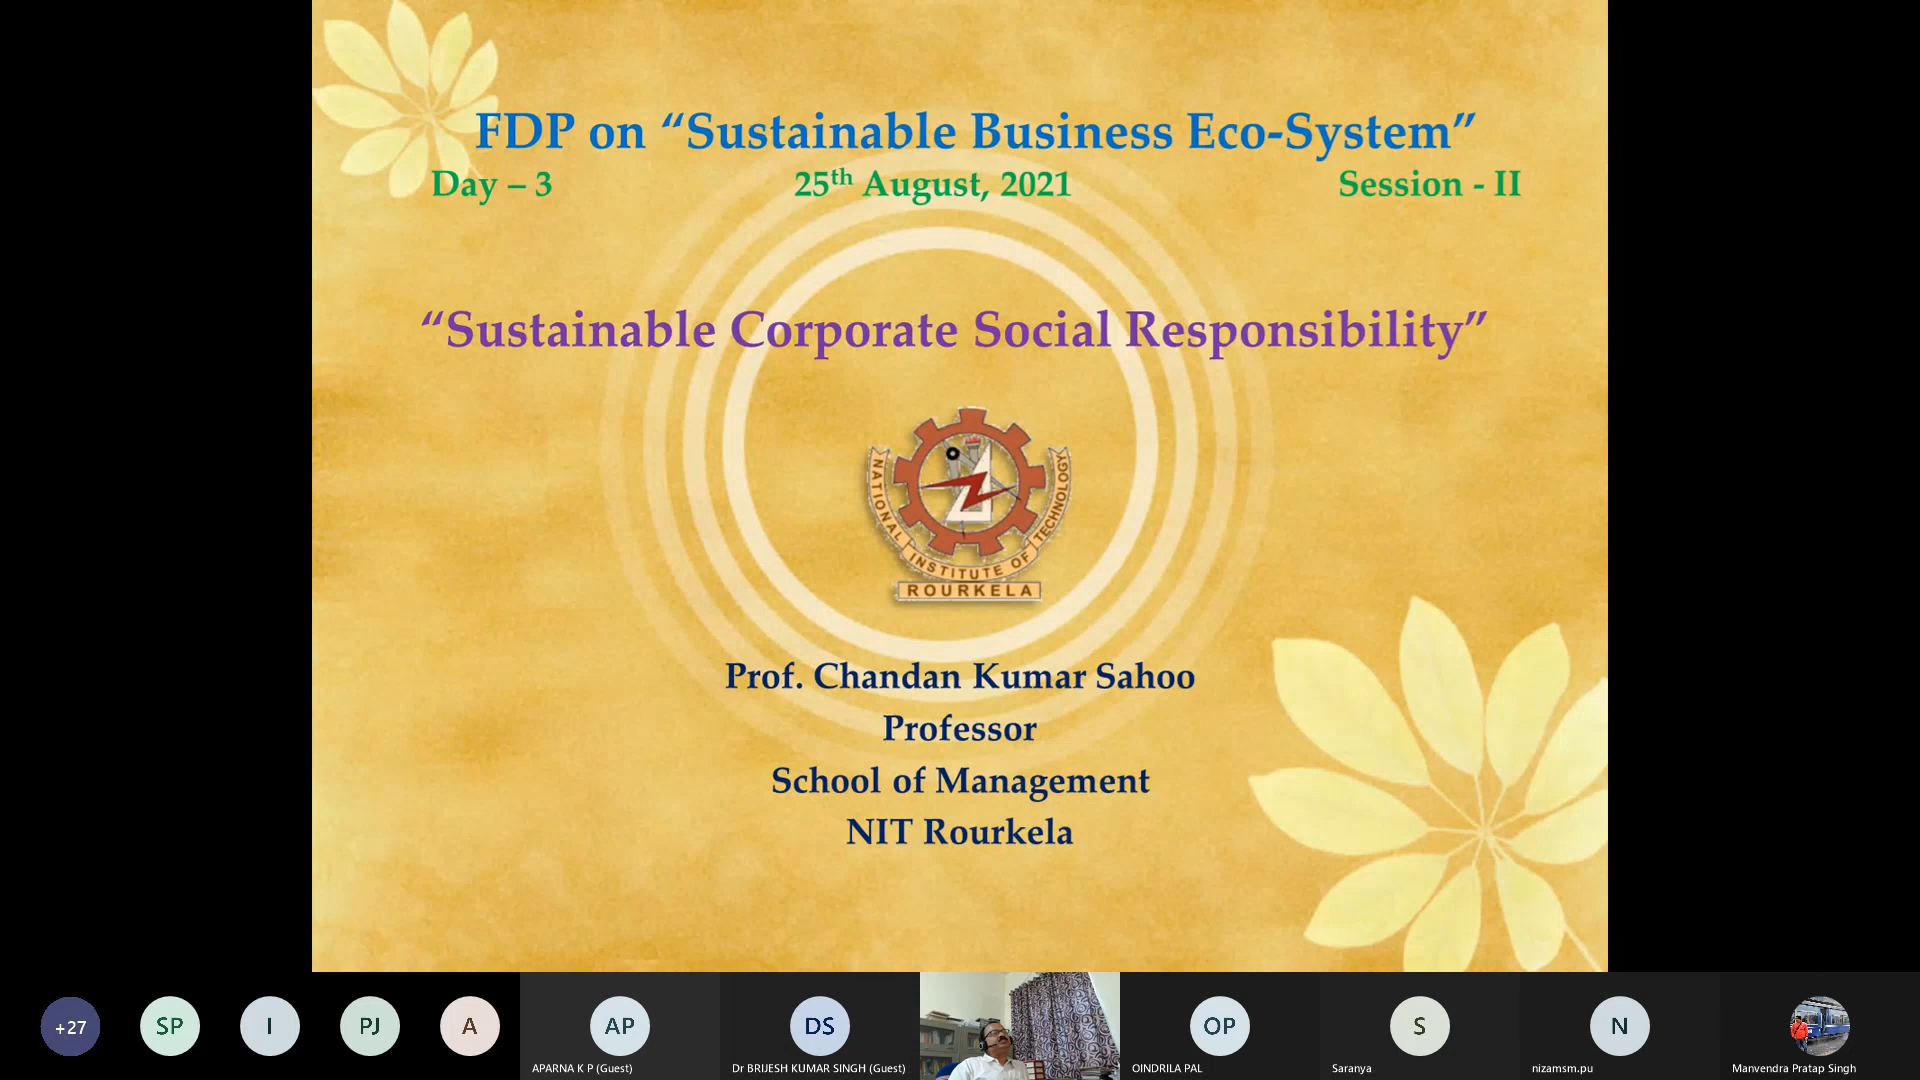 FDP on “Sustainable Business Eco-System”
Day – 3 25th August, 2021 Session - II
“Sustainable Corporate Social Responsibility”
NATIONAL INSTITUTE OF TECHNOLOGY
ROURKELA
Prof. Chandan Kumar Sahoo
Professor
School of Management
NIT Rourkela
+27 SP I PJ A AP DS OP S N
APARNA K P (Guest) Dr BRIJESH KUMAR SINGH (Guest) OINDRILA PAL Saranya nizamsm.pu Manvendra Pratap Singh